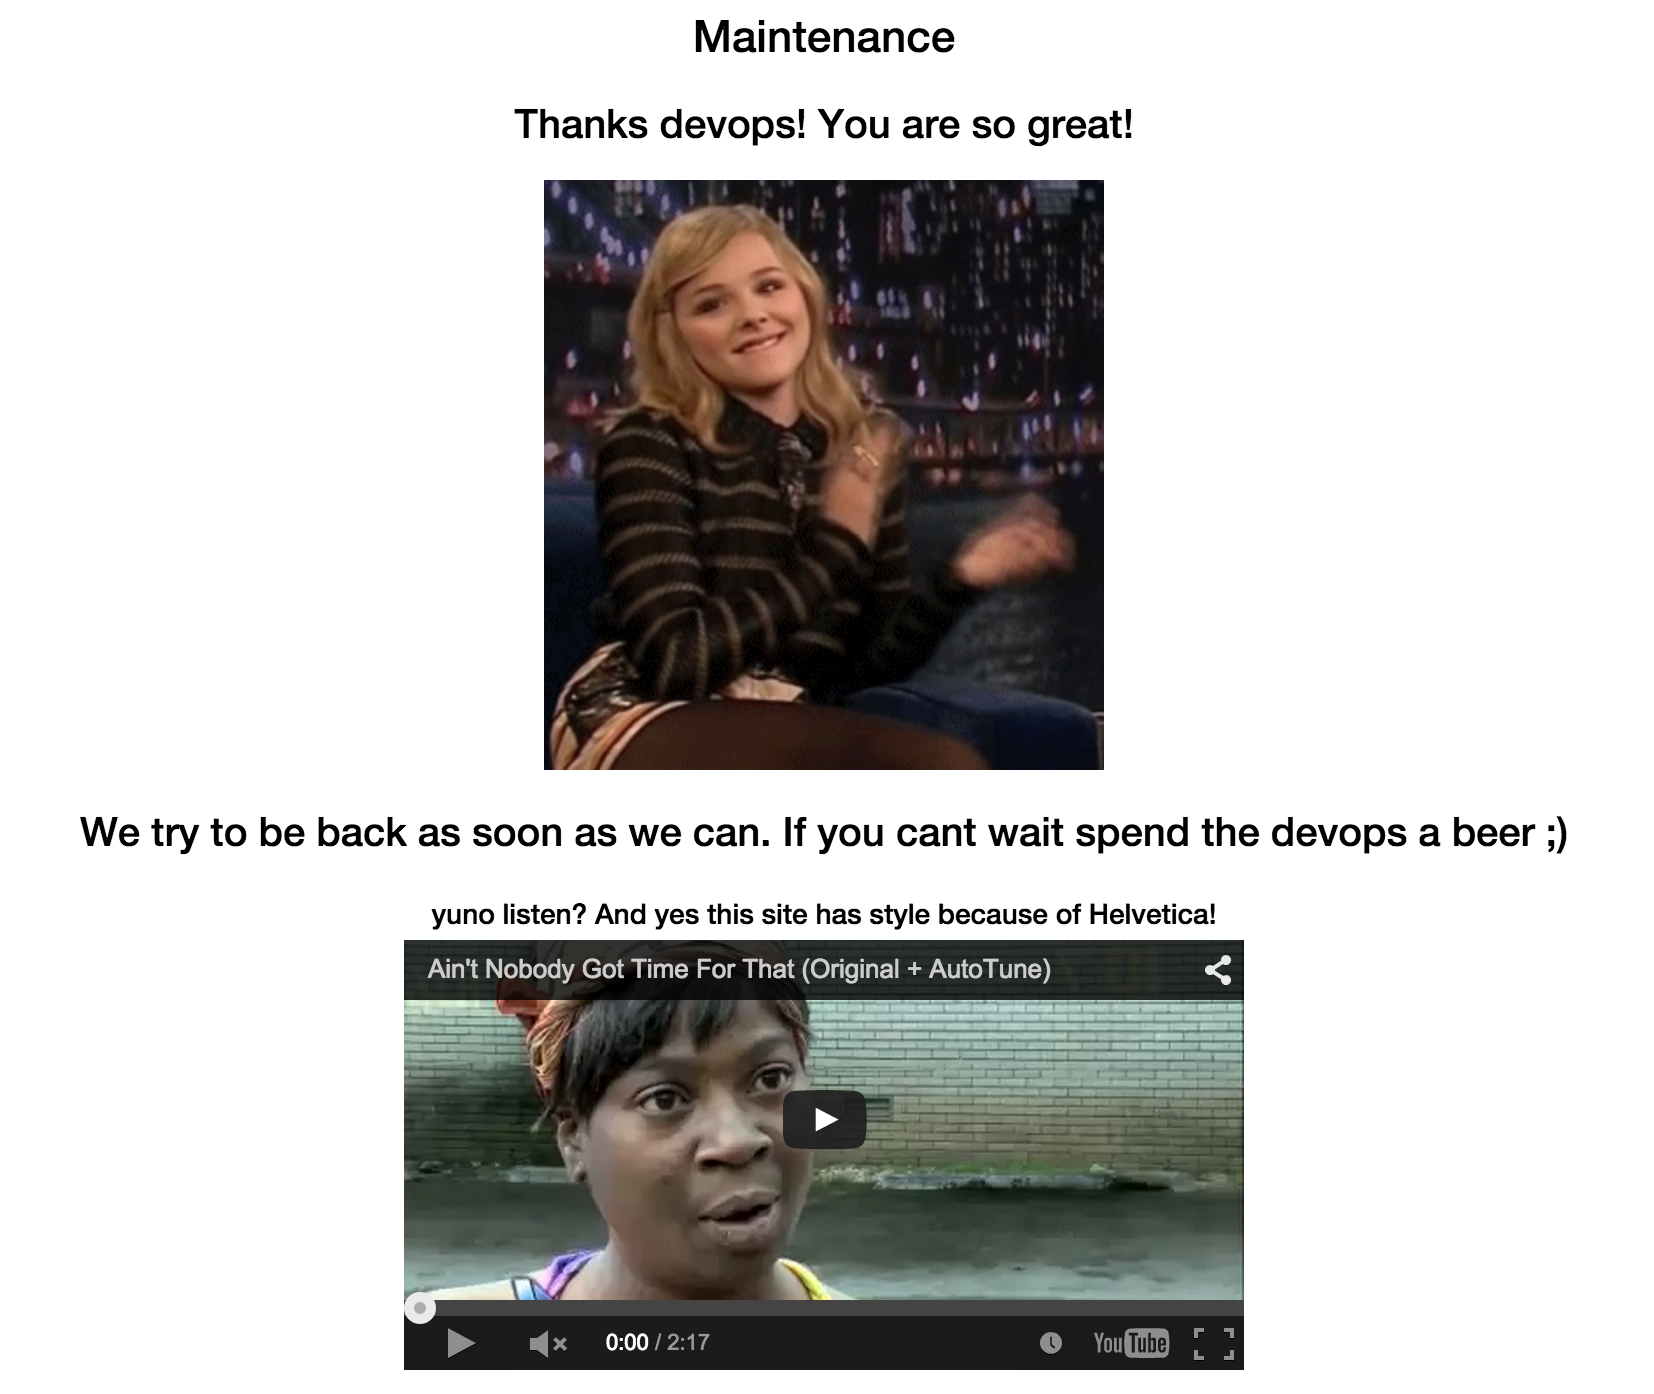 Maintenance
Thanks devops! You are so great!
We try to be back as soon as we can. If you cant wait spend the devops a beer ;)
yuno listen? And yes this site has style because of Helvetica!
Ain't Nobody Got Time For That (Original + AutoTune)
0:00 / 2:17
YouTube